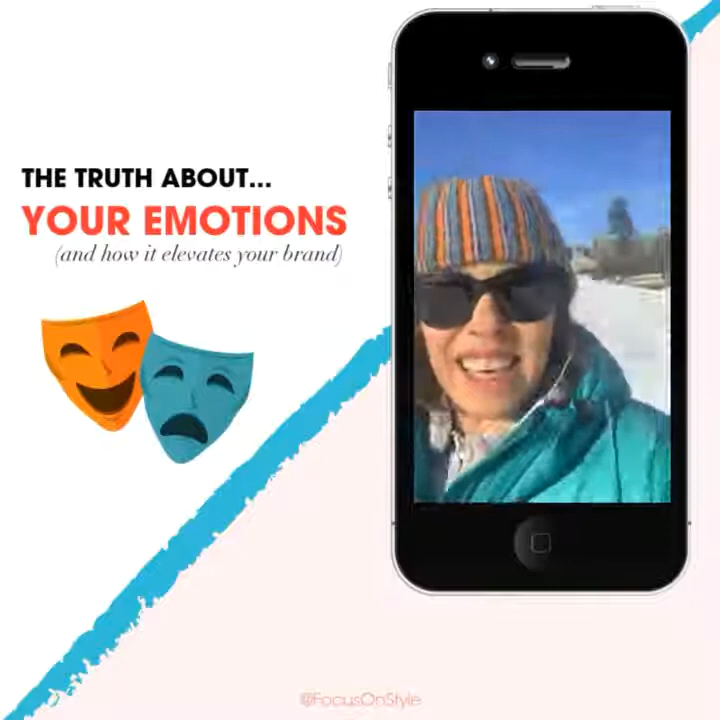 THE TRUTH ABOUT...
YOUR EMOTIONS
(and how it elevates your brand)
@FocusOnStyle